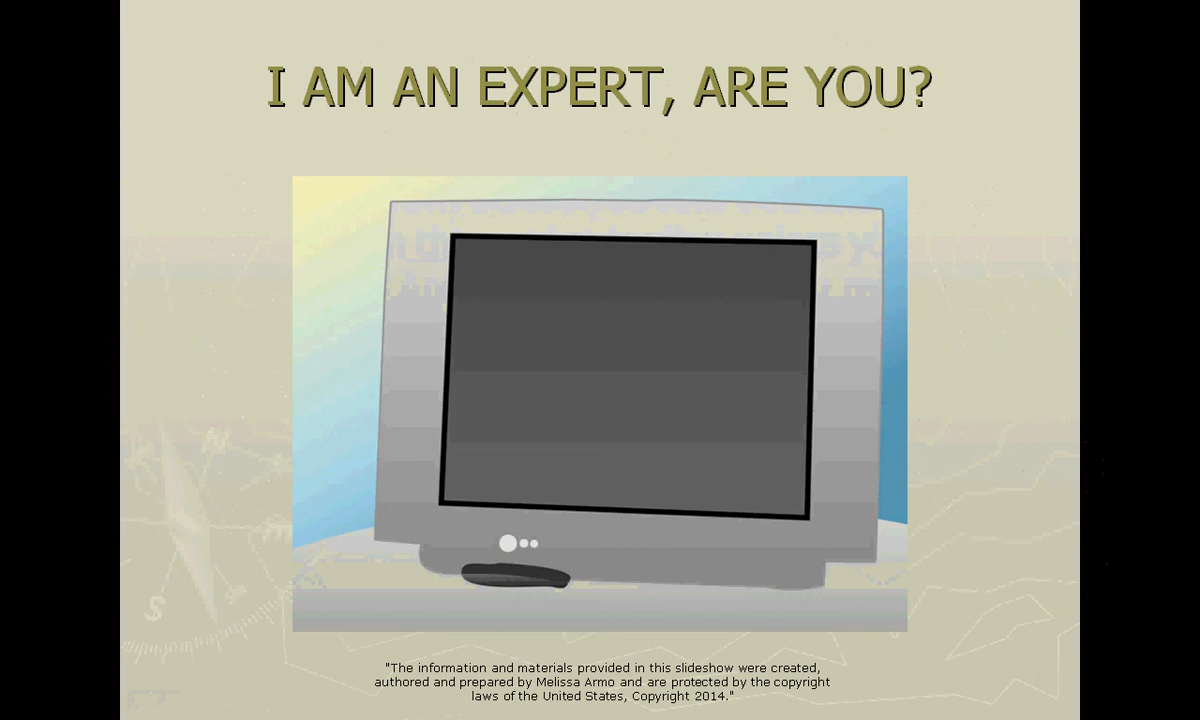 I AM AN EXPERT, ARE YOU?
"The information and materials provided in this slideshow were created,
authored and prepared by Melissa Armo and are protected by the copyright
laws of the United States, Copyright 2014."